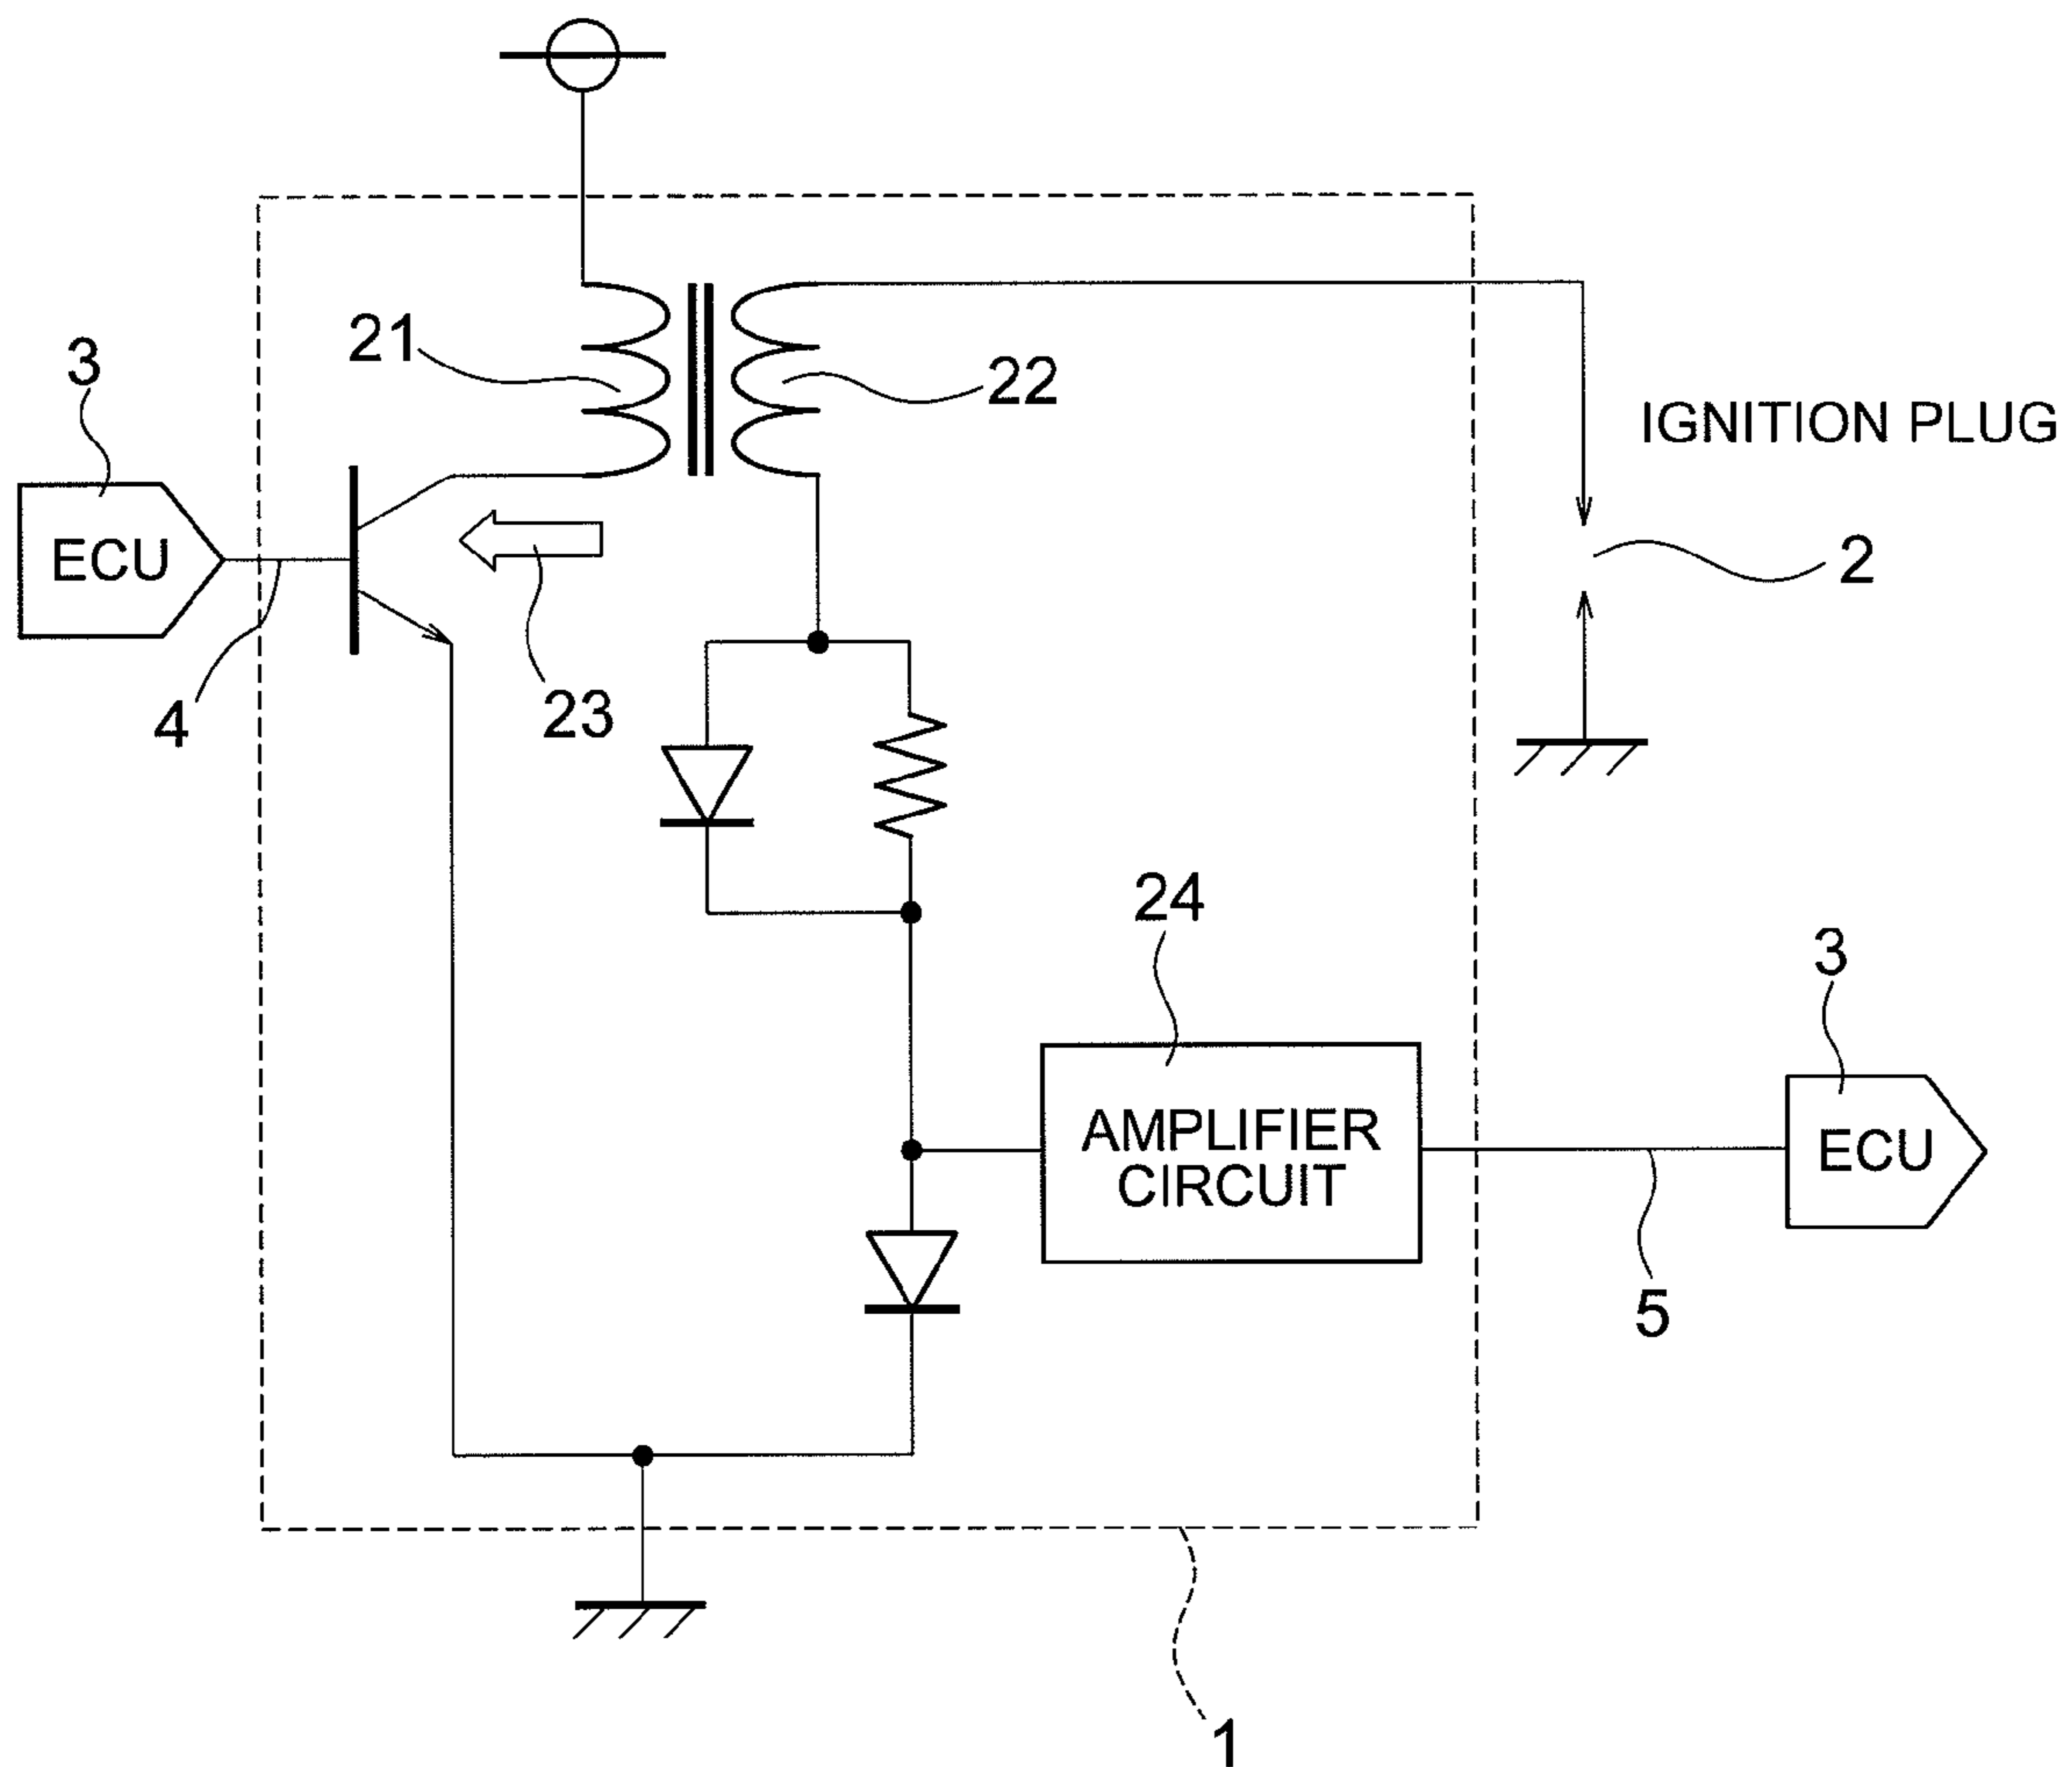 21
3
22
IGNITION PLUG
ECU
2
4
23
24
3
AMPLIFIER
CIRCUIT
ECU
5
1